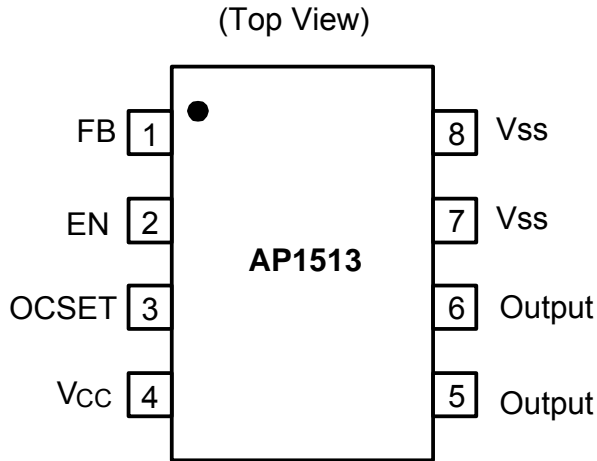 (Top View)
FB 1 8 Vss
EN 2 7 Vss
AP1513
OCSET 3 6 Output
VCC 4 5 Output